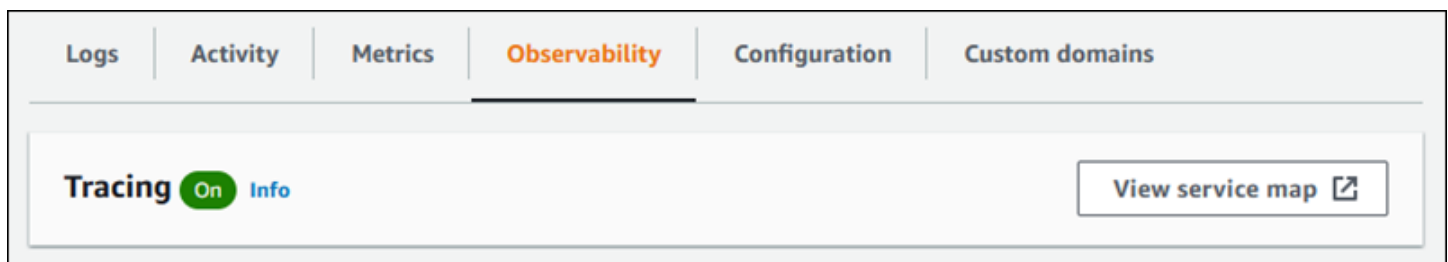 Logs Activity Metrics Observability Configuration Custom domains
Tracing On Info View service map